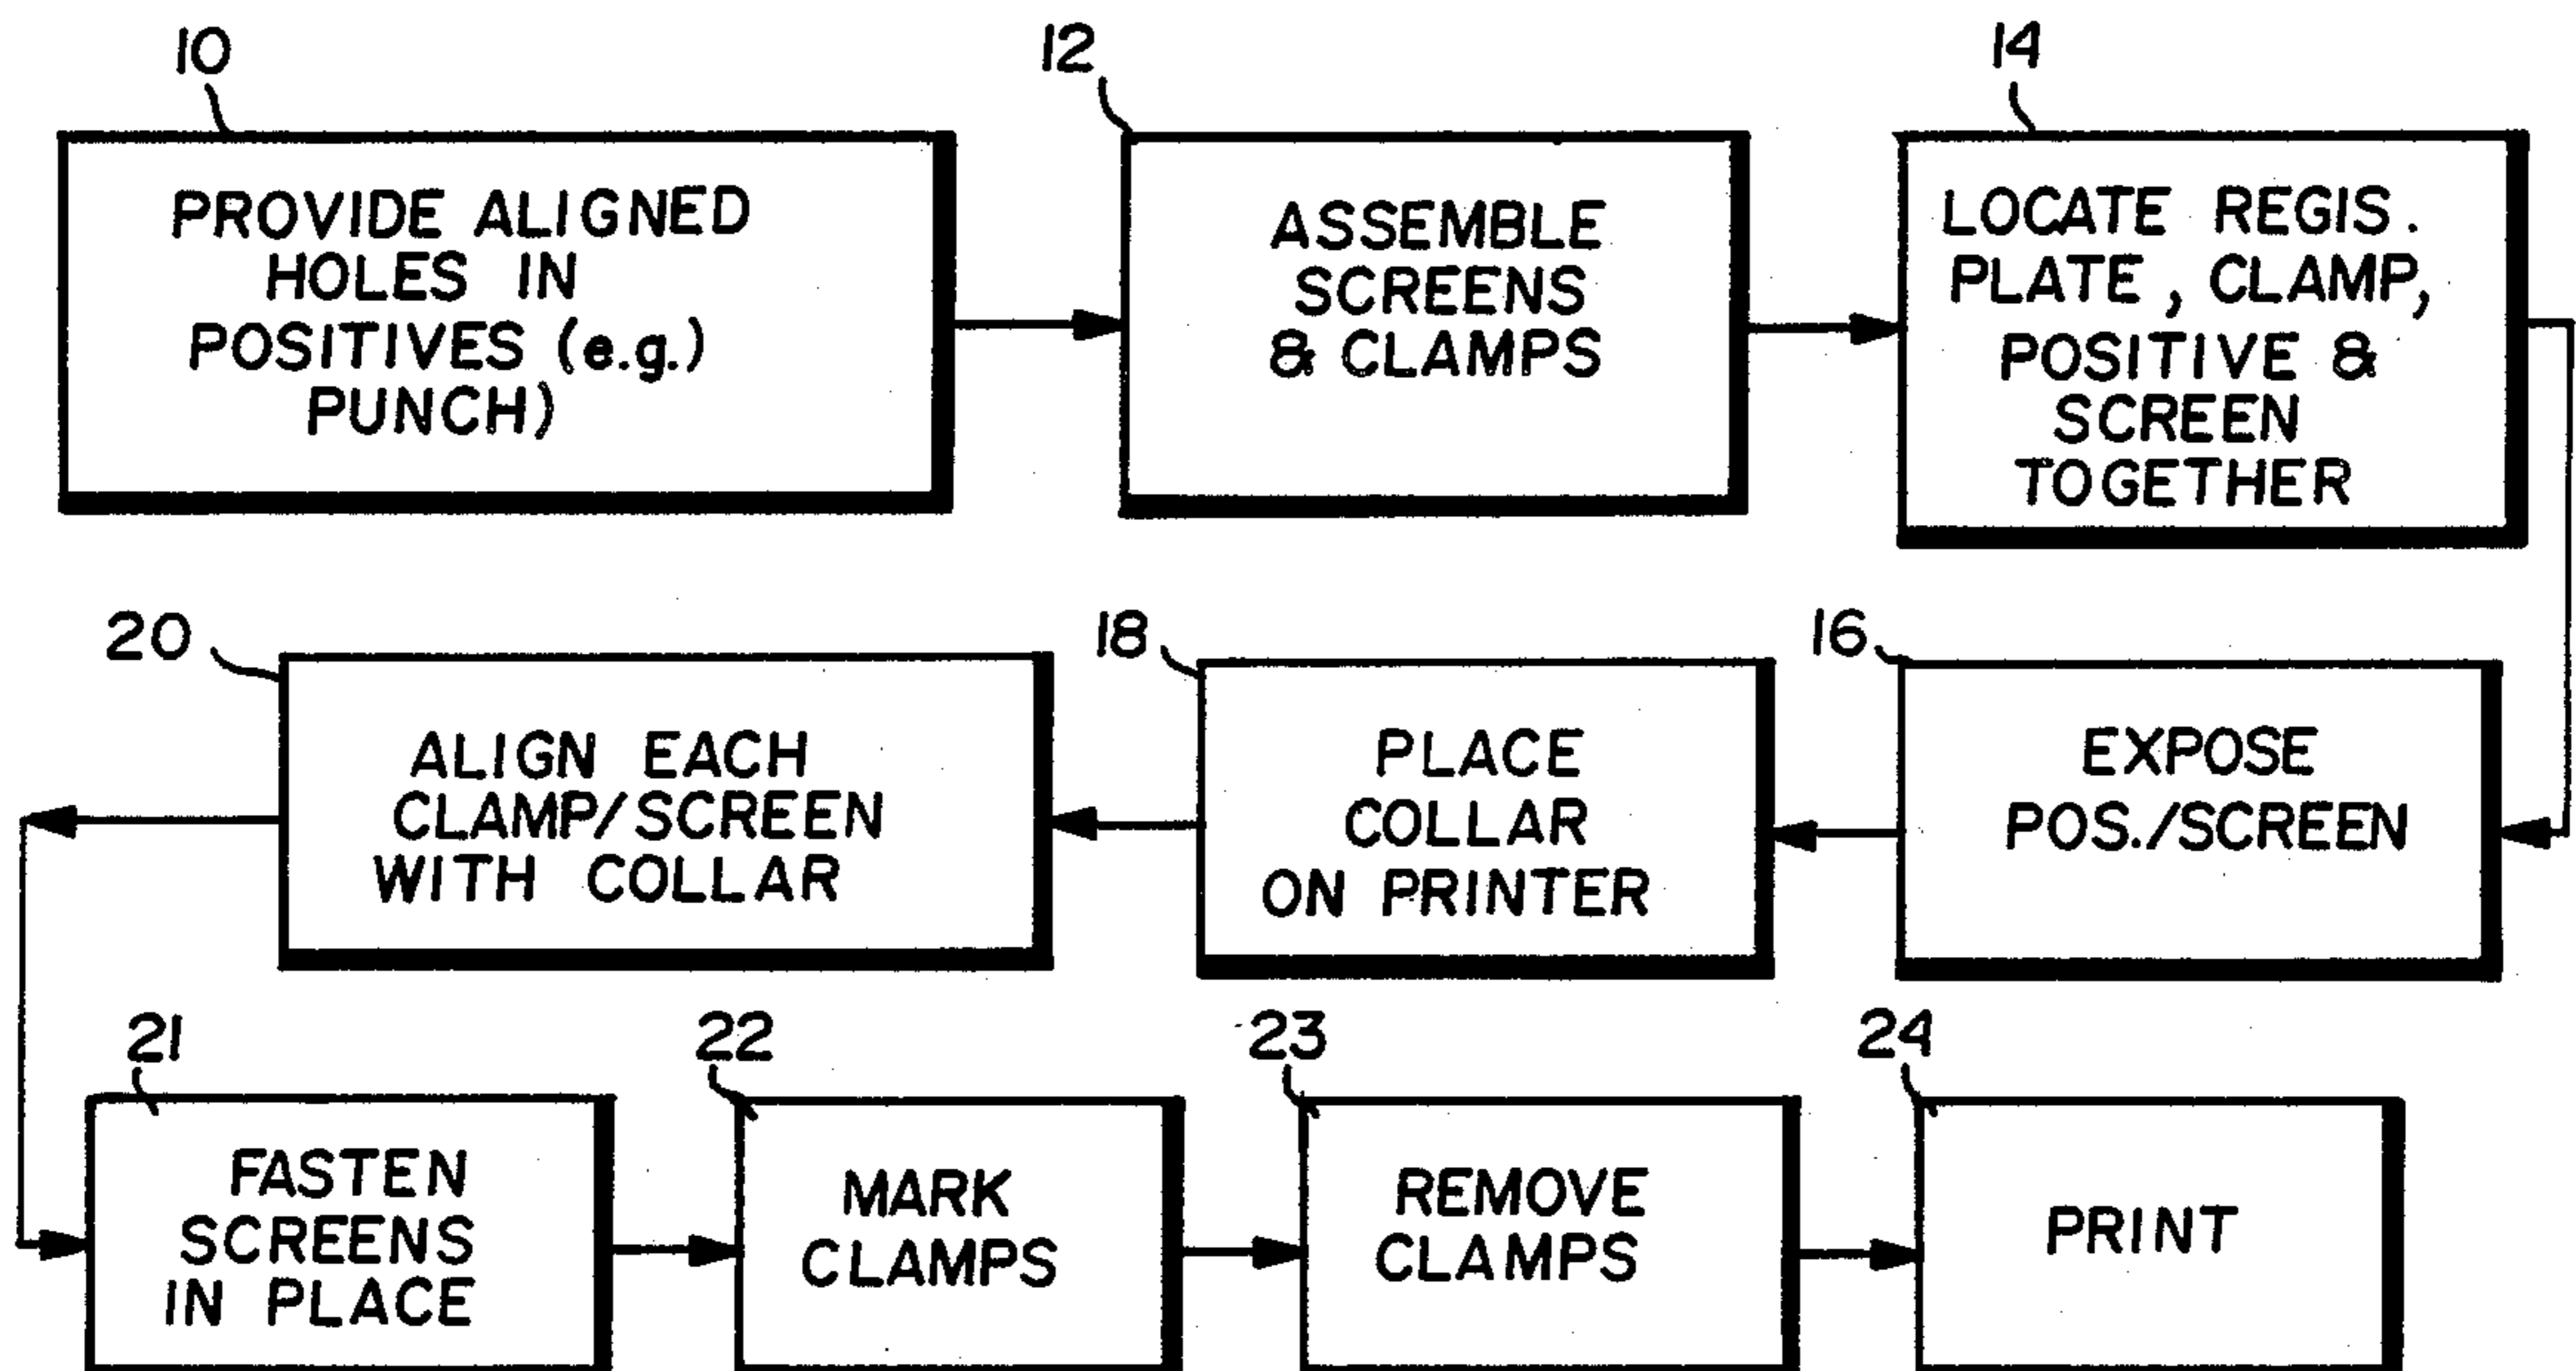 10
PROVIDE ALIGNED
HOLES IN
POSITIVES (e.g.)
PUNCH)
12
ASSEMBLE
SCREENS
& CLAMPS
14
LOCATE REGIS.
PLATE, CLAMP,
POSITIVE &
SCREEN
TOGETHER
16
EXPOSE
POS./SCREEN
18
PLACE
COLLAR
ON PRINTER
20
ALIGN EACH
CLAMP/SCREEN
WITH COLLAR
21
FASTEN
SCREENS
IN PLACE
22
MARK
CLAMPS
23
REMOVE
CLAMPS
24
PRINT